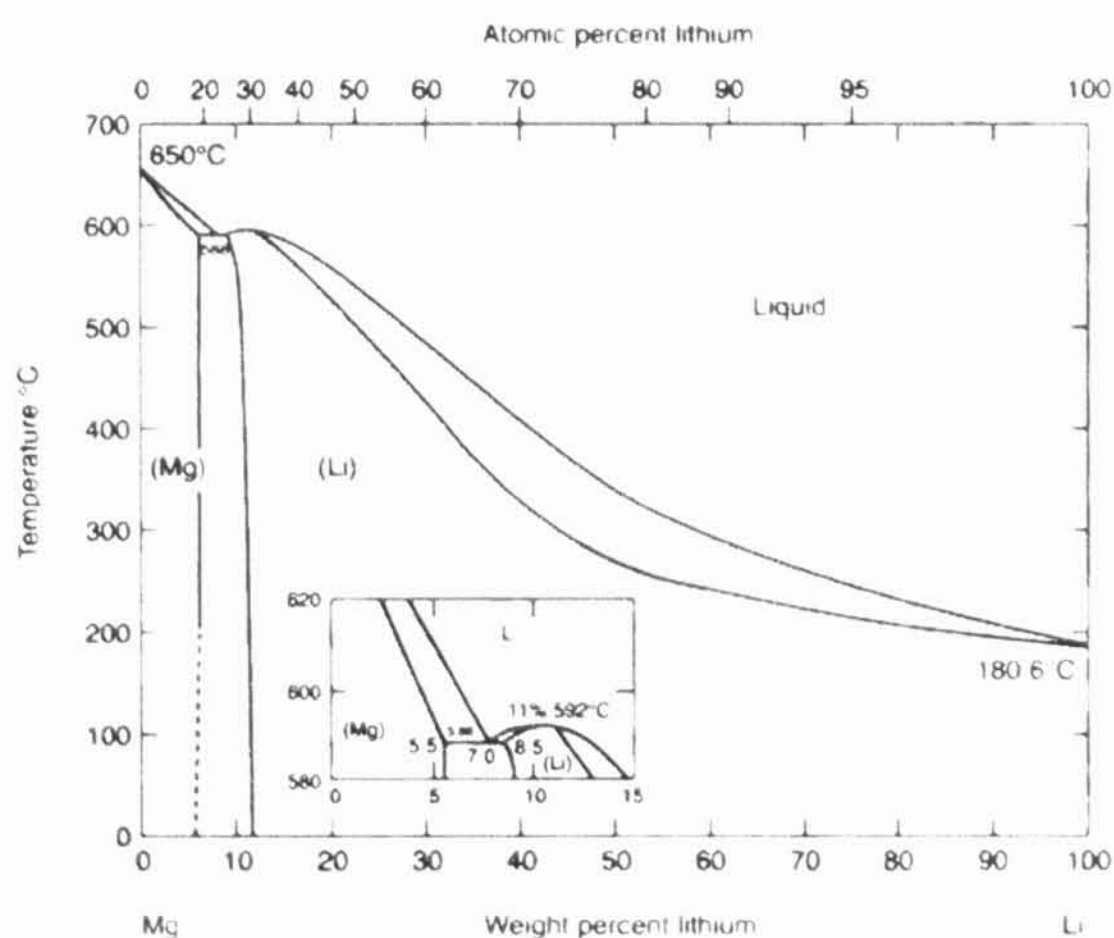 Atomic percent lithium
0 20 30 40 50 60 70 80 90 95 100
700
650°C
600
500
400
300
200
100
0
Temperature °C
Liquid
(Mg)
(Li)
180 6°C
620
600
580
L
(Mg)
11% 592°C
5 5
7 0
8 5
(Li)
0 5 10 15
0 10 20 30 40 50 60 70 80 90 100
Mg Weight percent lithium Li